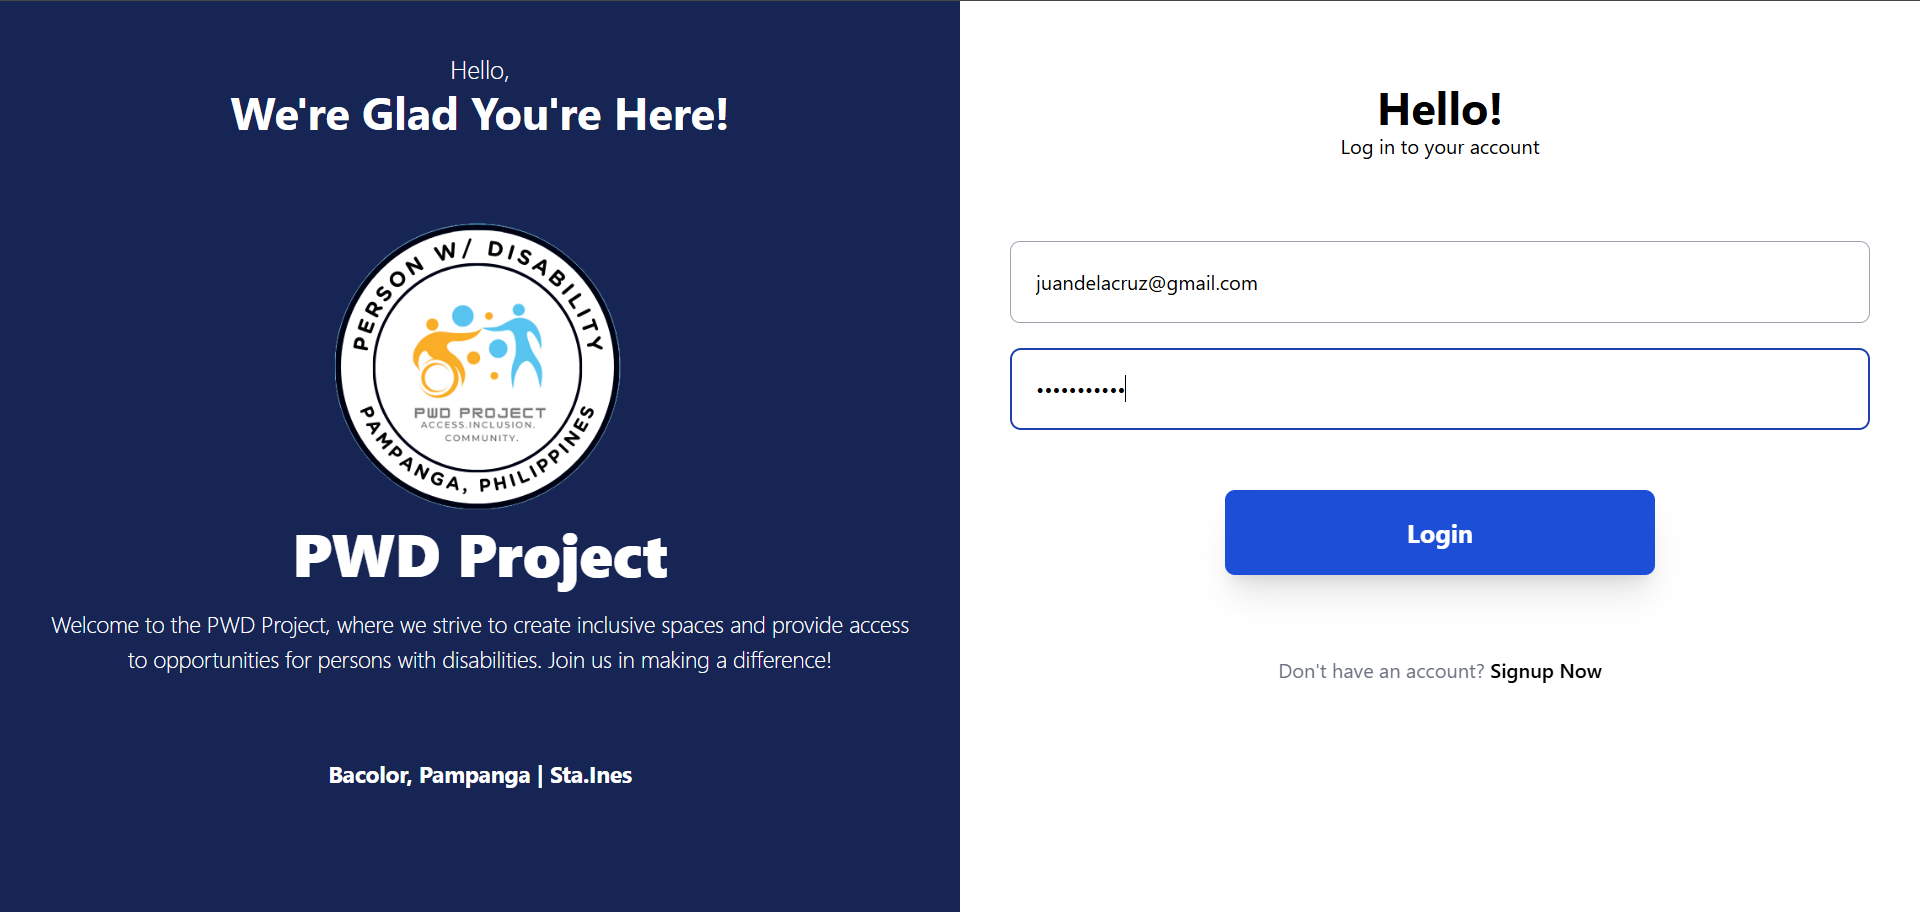 Hello,
We're Glad You're Here!
PERSON W/ DISABILITY
PWD PROJECT
ACCESS.INCLUSION.
COMMUNITY.
PAMPANGA, PHILIPPINES
PWD Project
Welcome to the PWD Project, where we strive to create inclusive spaces and provide access
to opportunities for persons with disabilities. Join us in making a difference!
Bacolor, Pampanga | Sta.Ines
Hello!
Log in to your account
juandelacruz@gmail.com
•••••••••••
Login
Don't have an account? Signup Now